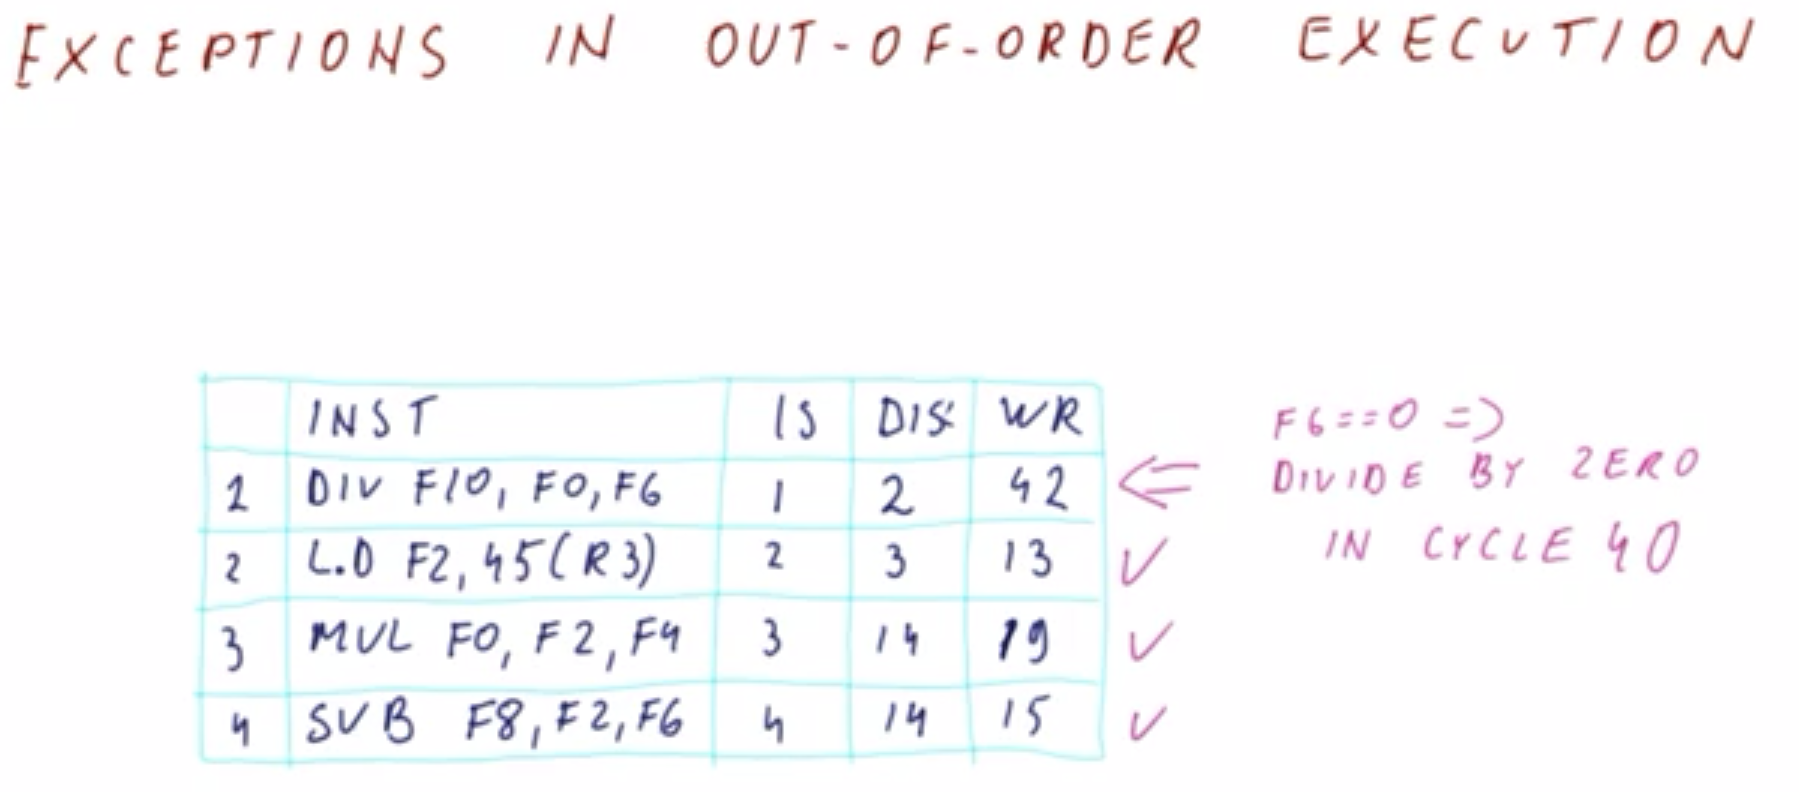 EXCEPTIONS IN OUT-OF-ORDER EXECUTION
INST IS DIS. WR
1 DIV F10, F0, F6 1 2 42
2 L.D F2, 45(R3) 2 3 13
3 MUL F0, F2, F4 3 14 19
4 SUB F8, F2, F6 4 14 15
F6==0 =>
DIVIDE BY ZERO
IN CYCLE 40